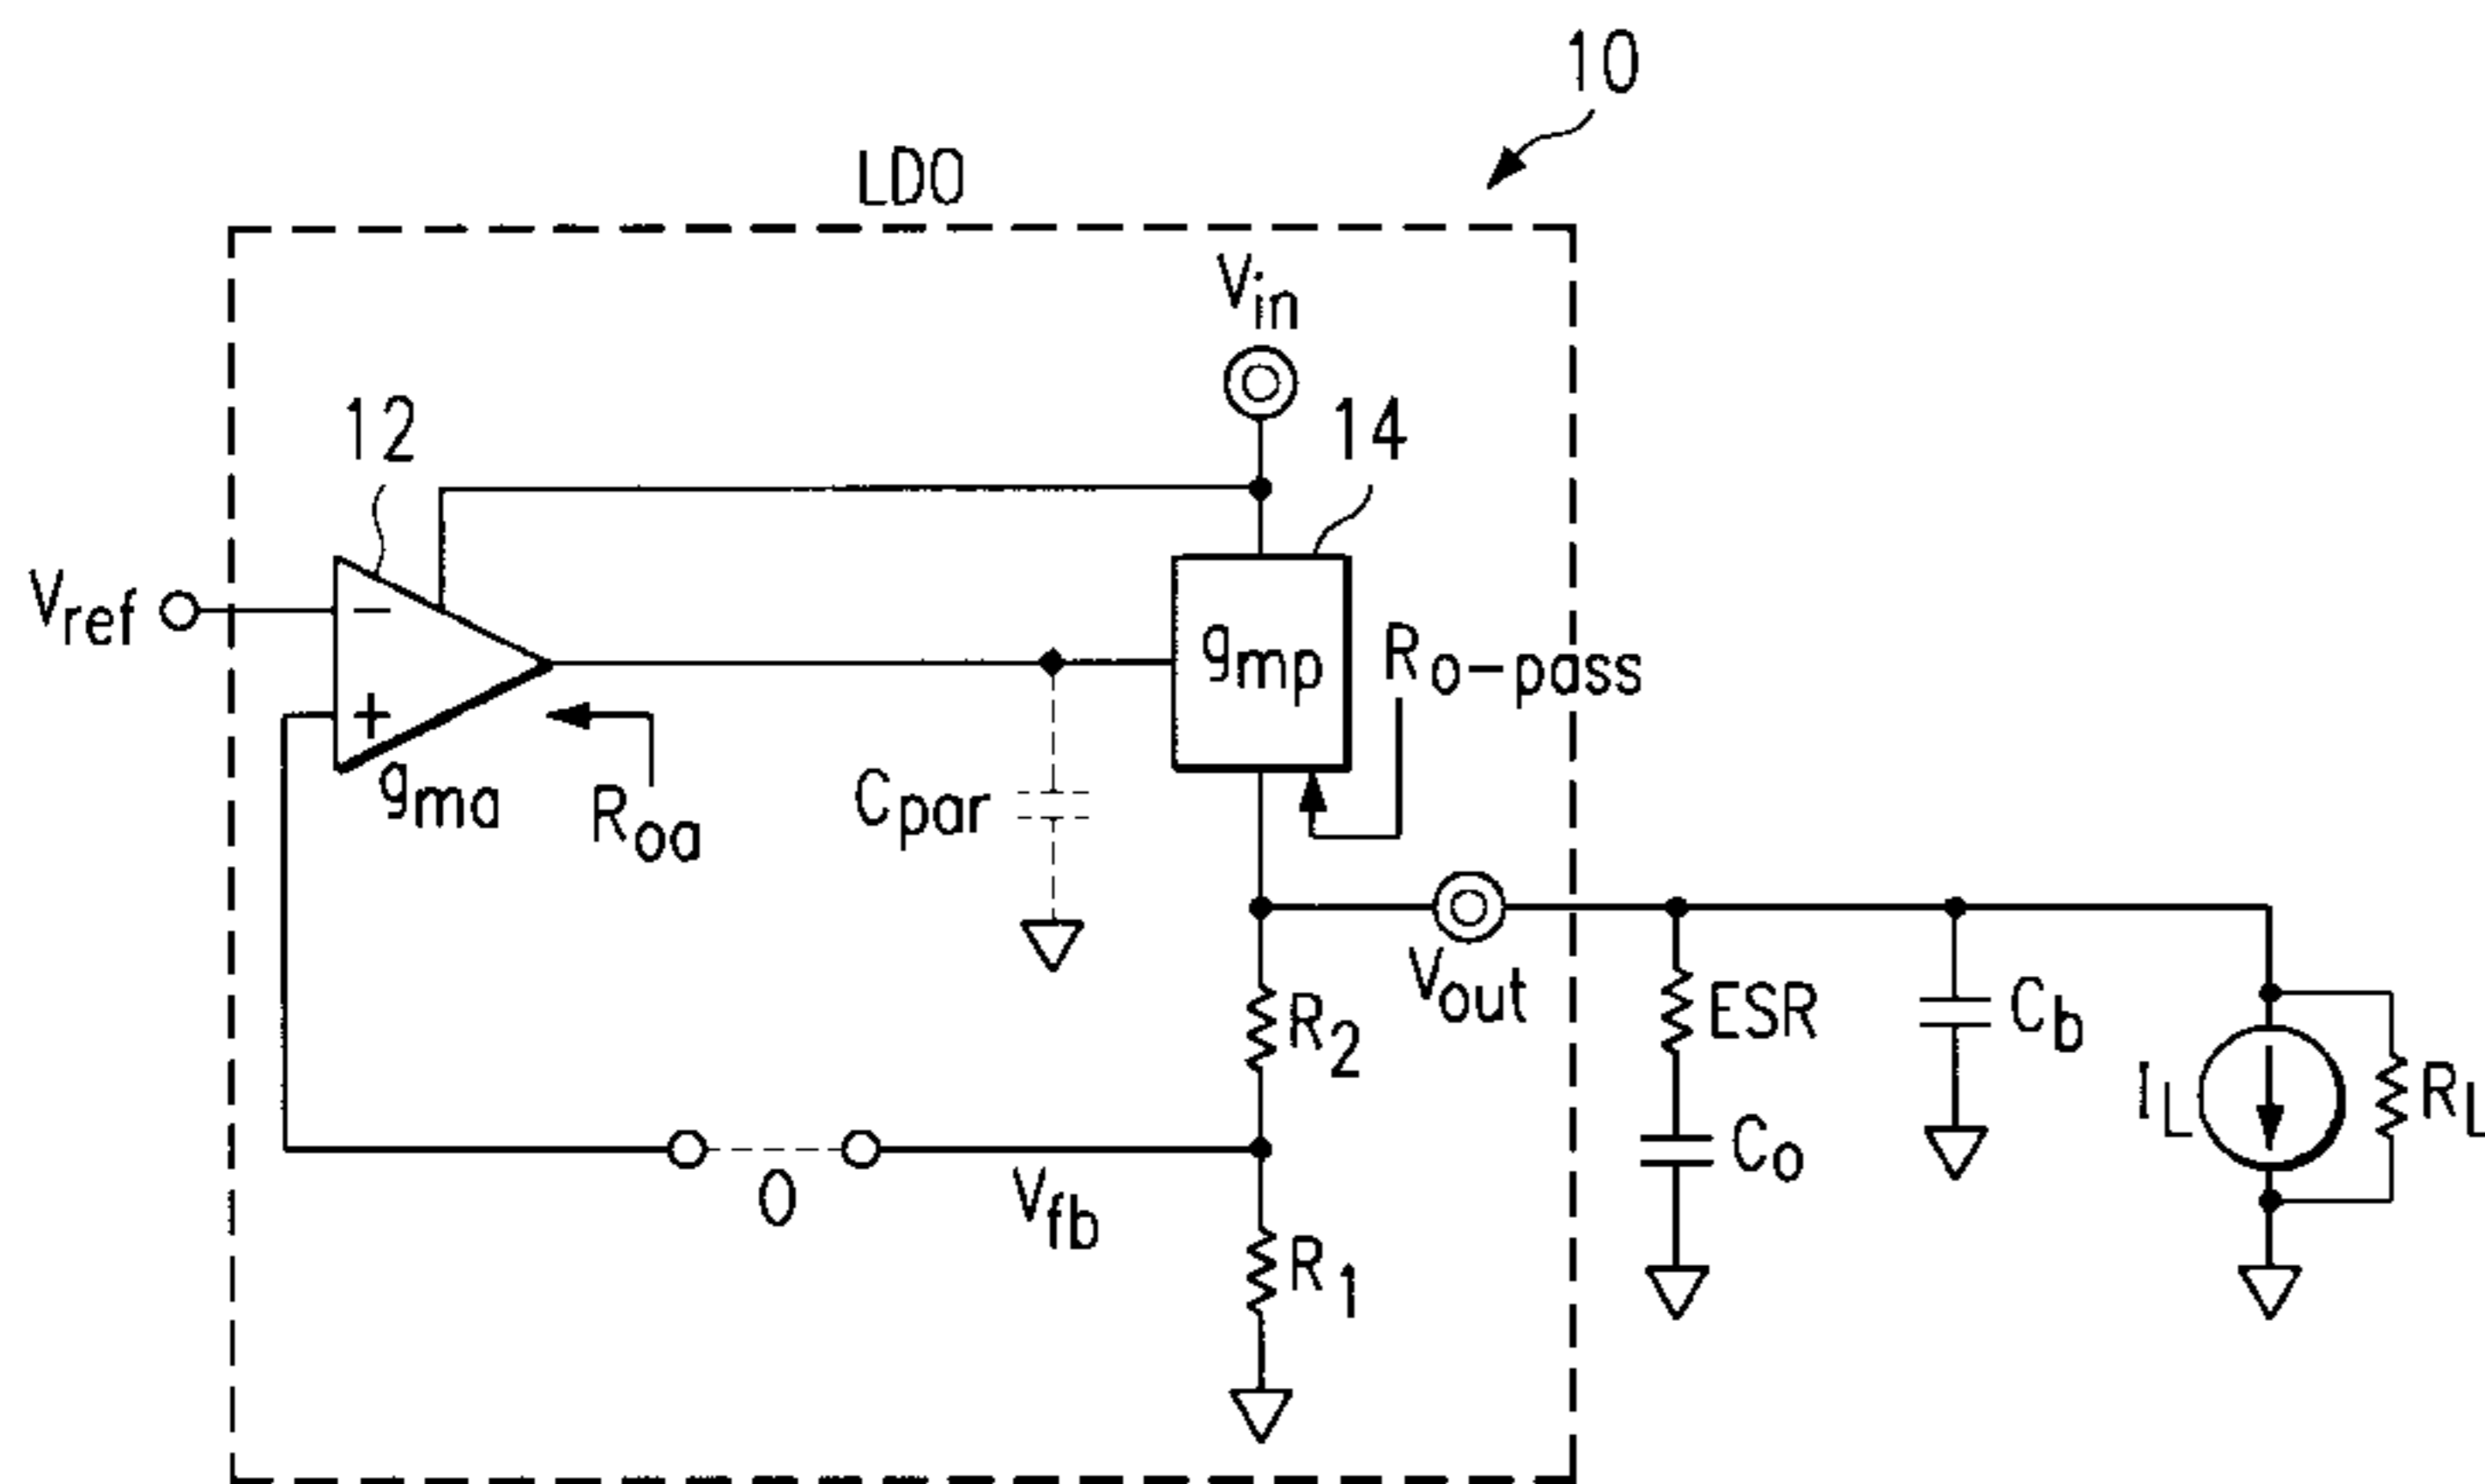 10
LDO
Vin
12
14
Vref
−
gmp
Ro-pass
+
gma
Roa
Cpar
Vout
R2
ESR
Cb
IL
RL
Co
0
Vfb
R1